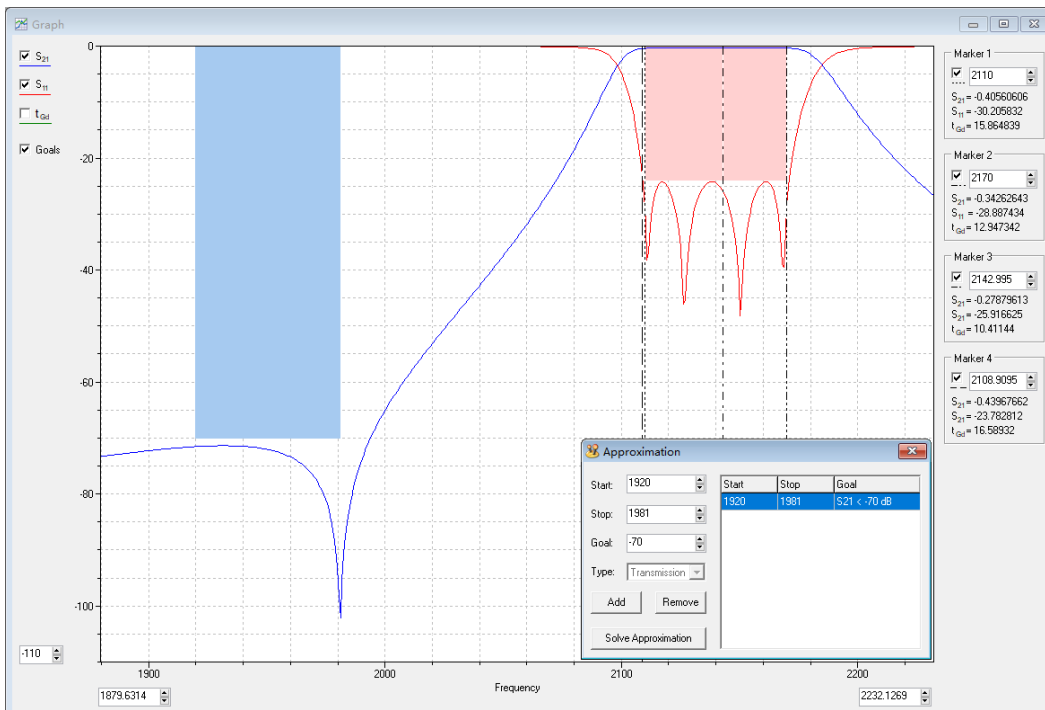 Graph
S21
S11
tGd
Goals
0
-20
-40
-60
-80
-100
-110
1900
2000
2100
2200
Frequency
1879.6314
2232.1269
Marker 1
2110
S21 = -0.40560606
S11 = -30.205832
tGd = 15.864839
Marker 2
2170
S21 = -0.34262643
S11 = -28.887434
tGd = 12.947342
Marker 3
2142.995
S21 = -0.27879613
S21 = -25.916625
tGd = 10.41144
Marker 4
2108.9095
S21 = -0.43967662
S21 = -23.782812
tGd = 16.58932
Approximation
Start: 1920
Stop: 1981
Goal: -70
Type: Transmission
Add Remove
Solve Approximation
Start Stop Goal
1920 1981 S21 < -70 dB